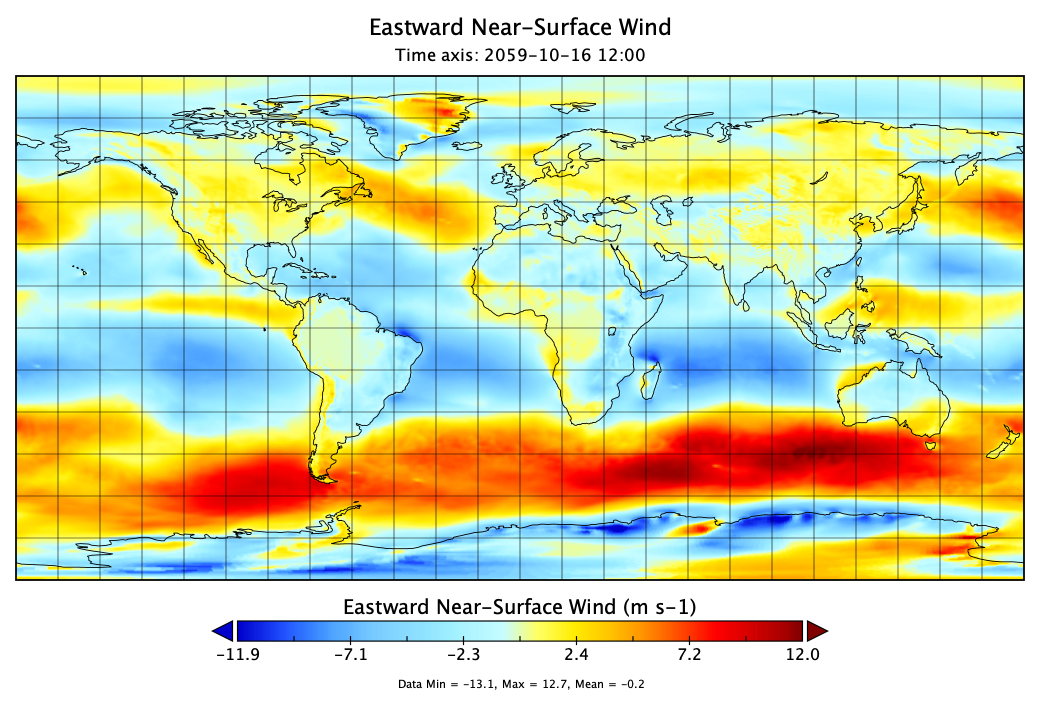 Eastward Near-Surface Wind
Time axis: 2059-10-16 12:00
Eastward Near-Surface Wind (m s-1)
-11.9 -7.1 -2.3 2.4 7.2 12.0
Data Min = -13.1, Max = 12.7, Mean = -0.2